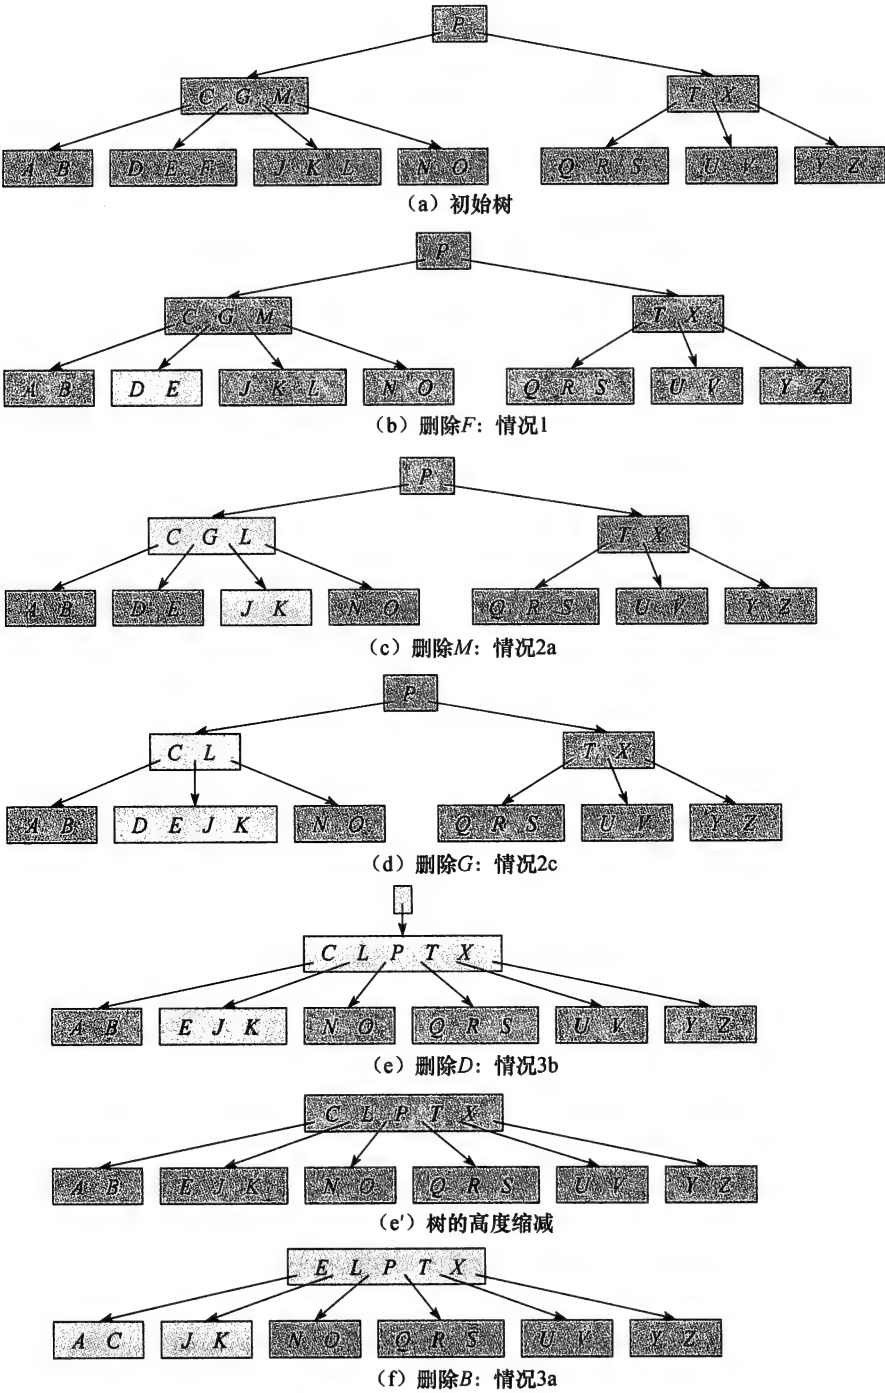 P
C G M T X
A B D E F J K L N O Q R S U V Y Z
(a) 初始树
P
C G M T X
A B D E J K L N O Q R S U V Y Z
(b) 删除F：情况1
P
C G L T X
A B D E J K N O Q R S U V Y Z
(c) 删除M：情况2a
P
C L T X
A B D E J K N O Q R S U V Y Z
(d) 删除G：情况2c
C L P T X
A B E J K N O Q R S U V Y Z
(e) 删除D：情况3b
C L P T X
A B E J K N O Q R S U V Y Z
(e′) 树的高度缩减
E L P T X
A C J K N O Q R S U V Y Z
(f) 删除B：情况3a